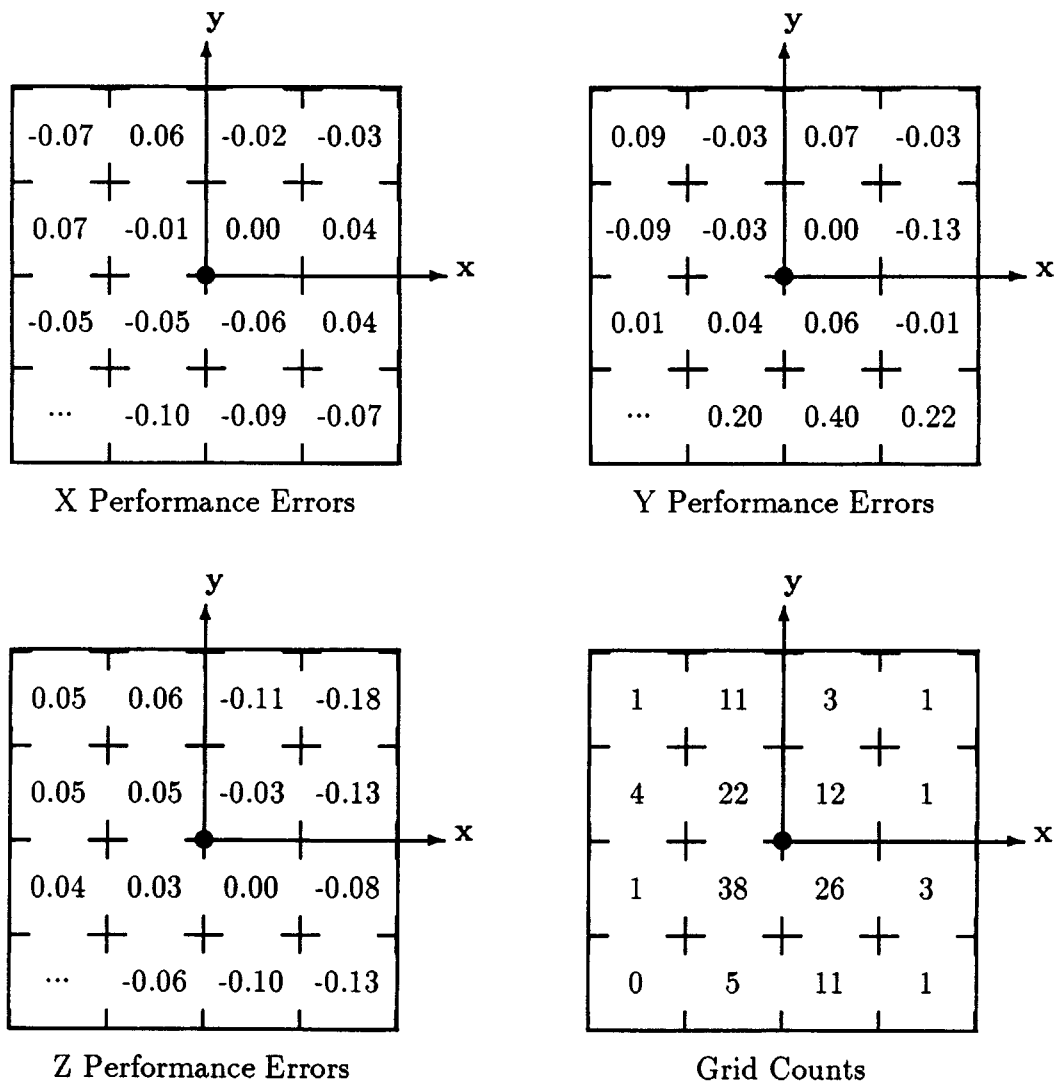 y
-0.07 0.06 -0.02 -0.03
0.07 -0.01 0.00 0.04
x
-0.05 -0.05 -0.06 0.04
... -0.10 -0.09 -0.07
X Performance Errors
y
0.09 -0.03 0.07 -0.03
-0.09 -0.03 0.00 -0.13
x
0.01 0.04 0.06 -0.01
... 0.20 0.40 0.22
Y Performance Errors
y
0.05 0.06 -0.11 -0.18
0.05 0.05 -0.03 -0.13
x
0.04 0.03 0.00 -0.08
... -0.06 -0.10 -0.13
Z Performance Errors
y
1 11 3 1
4 22 12 1
x
1 38 26 3
0 5 11 1
Grid Counts